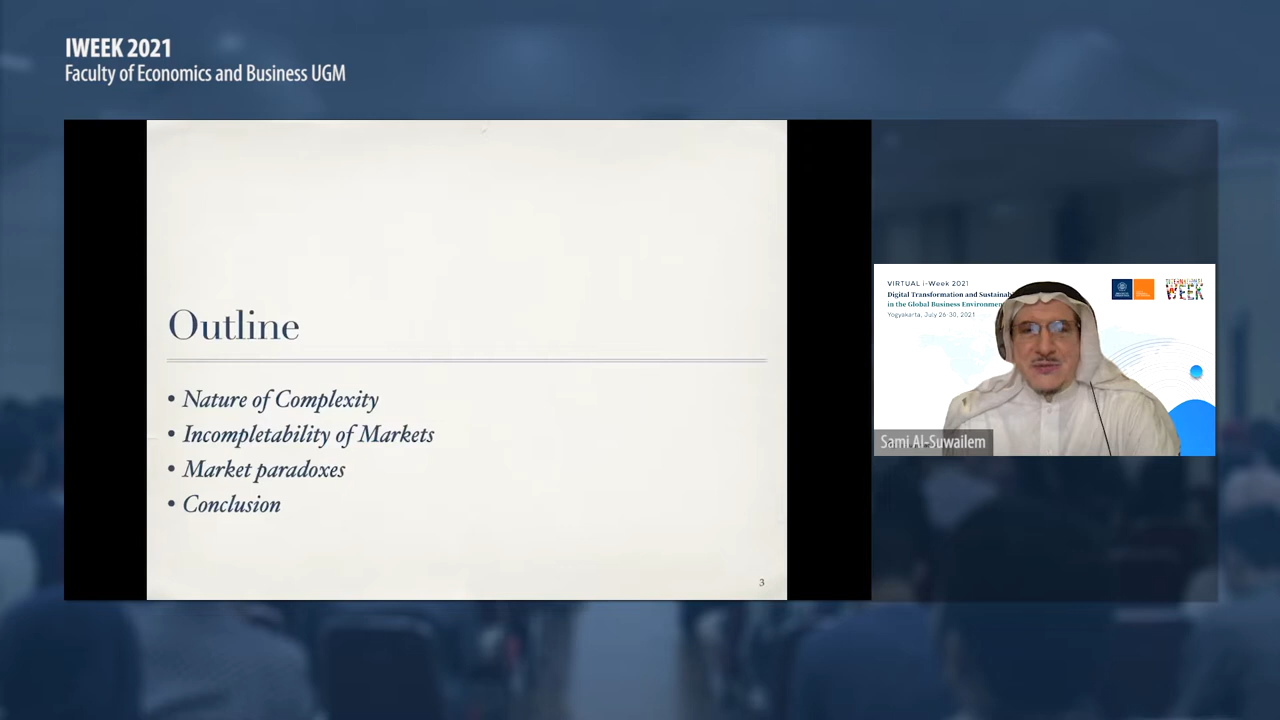 IWEEK 2021
Faculty of Economics and Business UGM
Outline
• Nature of Complexity
• Incompletability of Markets
• Market paradoxes
• Conclusion
3
VIRTUAL i-Week 2021
Digital Transformation and
in the Global Business
Yogyakarta, July 26-30, 2021
WEEK
Sami Al-Suwailem